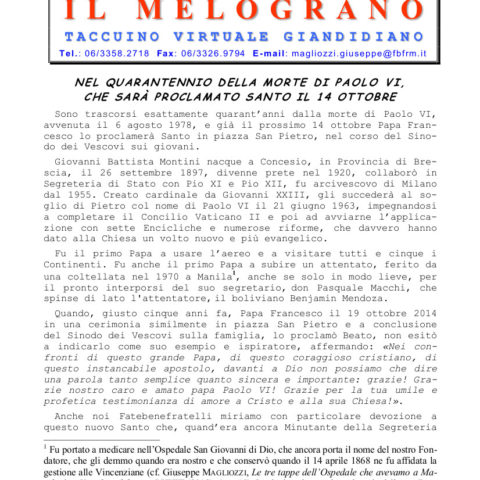 IL MELOGRANO
TACCUINO VIRTUALE GIANDIDIANO
Tel.: 06/3358.2718 Fax: 06/3326.9794 E-mail: magliozzi.giuseppe@fbfrm.it
NEL QUARANTENNIO DELLA MORTE DI PAOLO VI,
CHE SARÀ PROCLAMATO SANTO IL 14 OTTOBRE
Sono trascorsi esattamente quarant'anni dalla morte di Paolo VI,
avvenuta il 6 agosto 1978, e già il prossimo 14 ottobre Papa Fran-
cesco lo proclamerà Santo in piazza San Pietro, nel corso del Sino-
do dei Vescovi sui giovani.
Giovanni Battista Montini nacque a Concesio, in Provincia di Bre-
scia, il 26 settembre 1897, divenne prete nel 1920, collaborò in
Segreteria di Stato con Pio XI e Pio XII, fu arcivescovo di Milano
dal 1955. Creato cardinale da Giovanni XXIII, gli succederà al so-
glio di Pietro col nome di Paolo VI il 21 giugno 1963, impegnandosi
a completare il Concilio Vaticano II e poi ad avviarne l'applica-
zione con sette Encicliche e numerose riforme, che davvero hanno
dato alla Chiesa un volto nuovo e più evangelico.
Fu il primo Papa a usare l'aereo e a visitare tutti e cinque i
Continenti. Fu anche il primo Papa a subire un attentato, ferito da
una coltellata nel 1970 a Manila1, anche se solo in modo lieve, per
il pronto interporsi del suo segretario, don Pasquale Macchi, che
spinse di lato l'attentatore, il boliviano Benjamin Mendoza.
Quando, giusto cinque anni fa, Papa Francesco il 19 ottobre 2014
in una cerimonia similmente in piazza San Pietro e a conclusione
del Sinodo dei Vescovi sulla famiglia, lo proclamò Beato, non esitò
a indicarlo come suo esempio e ispiratore, affermando: «Nei con-
fronti di questo grande Papa, di questo coraggioso cristiano, di
questo instancabile apostolo, davanti a Dio non possiamo che dire
una parola tanto semplice quanto sincera e importante: grazie! Gra-
zie nostro caro e amato papa Paolo VI! Grazie per la tua umile e
profetica testimonianza di amore a Cristo e alla sua Chiesa!».
Anche noi Fatebenefratelli miriamo con particolare devozione a
questo nuovo Santo che, quand'era ancora Minutante della Segreteria
1 Fu portato a medicare nell'Ospedale San Giovanni di Dio, che ancora porta il nome del nostro Fon-
datore, che gli demmo quando era nostro e che conservò quando il 14 aprile 1868 ne fu affidata la
gestione alle Vincenziane (cf. Giuseppe MAGLIOZZI, Le tre tappe dell'Ospedale che avevamo a Ma-